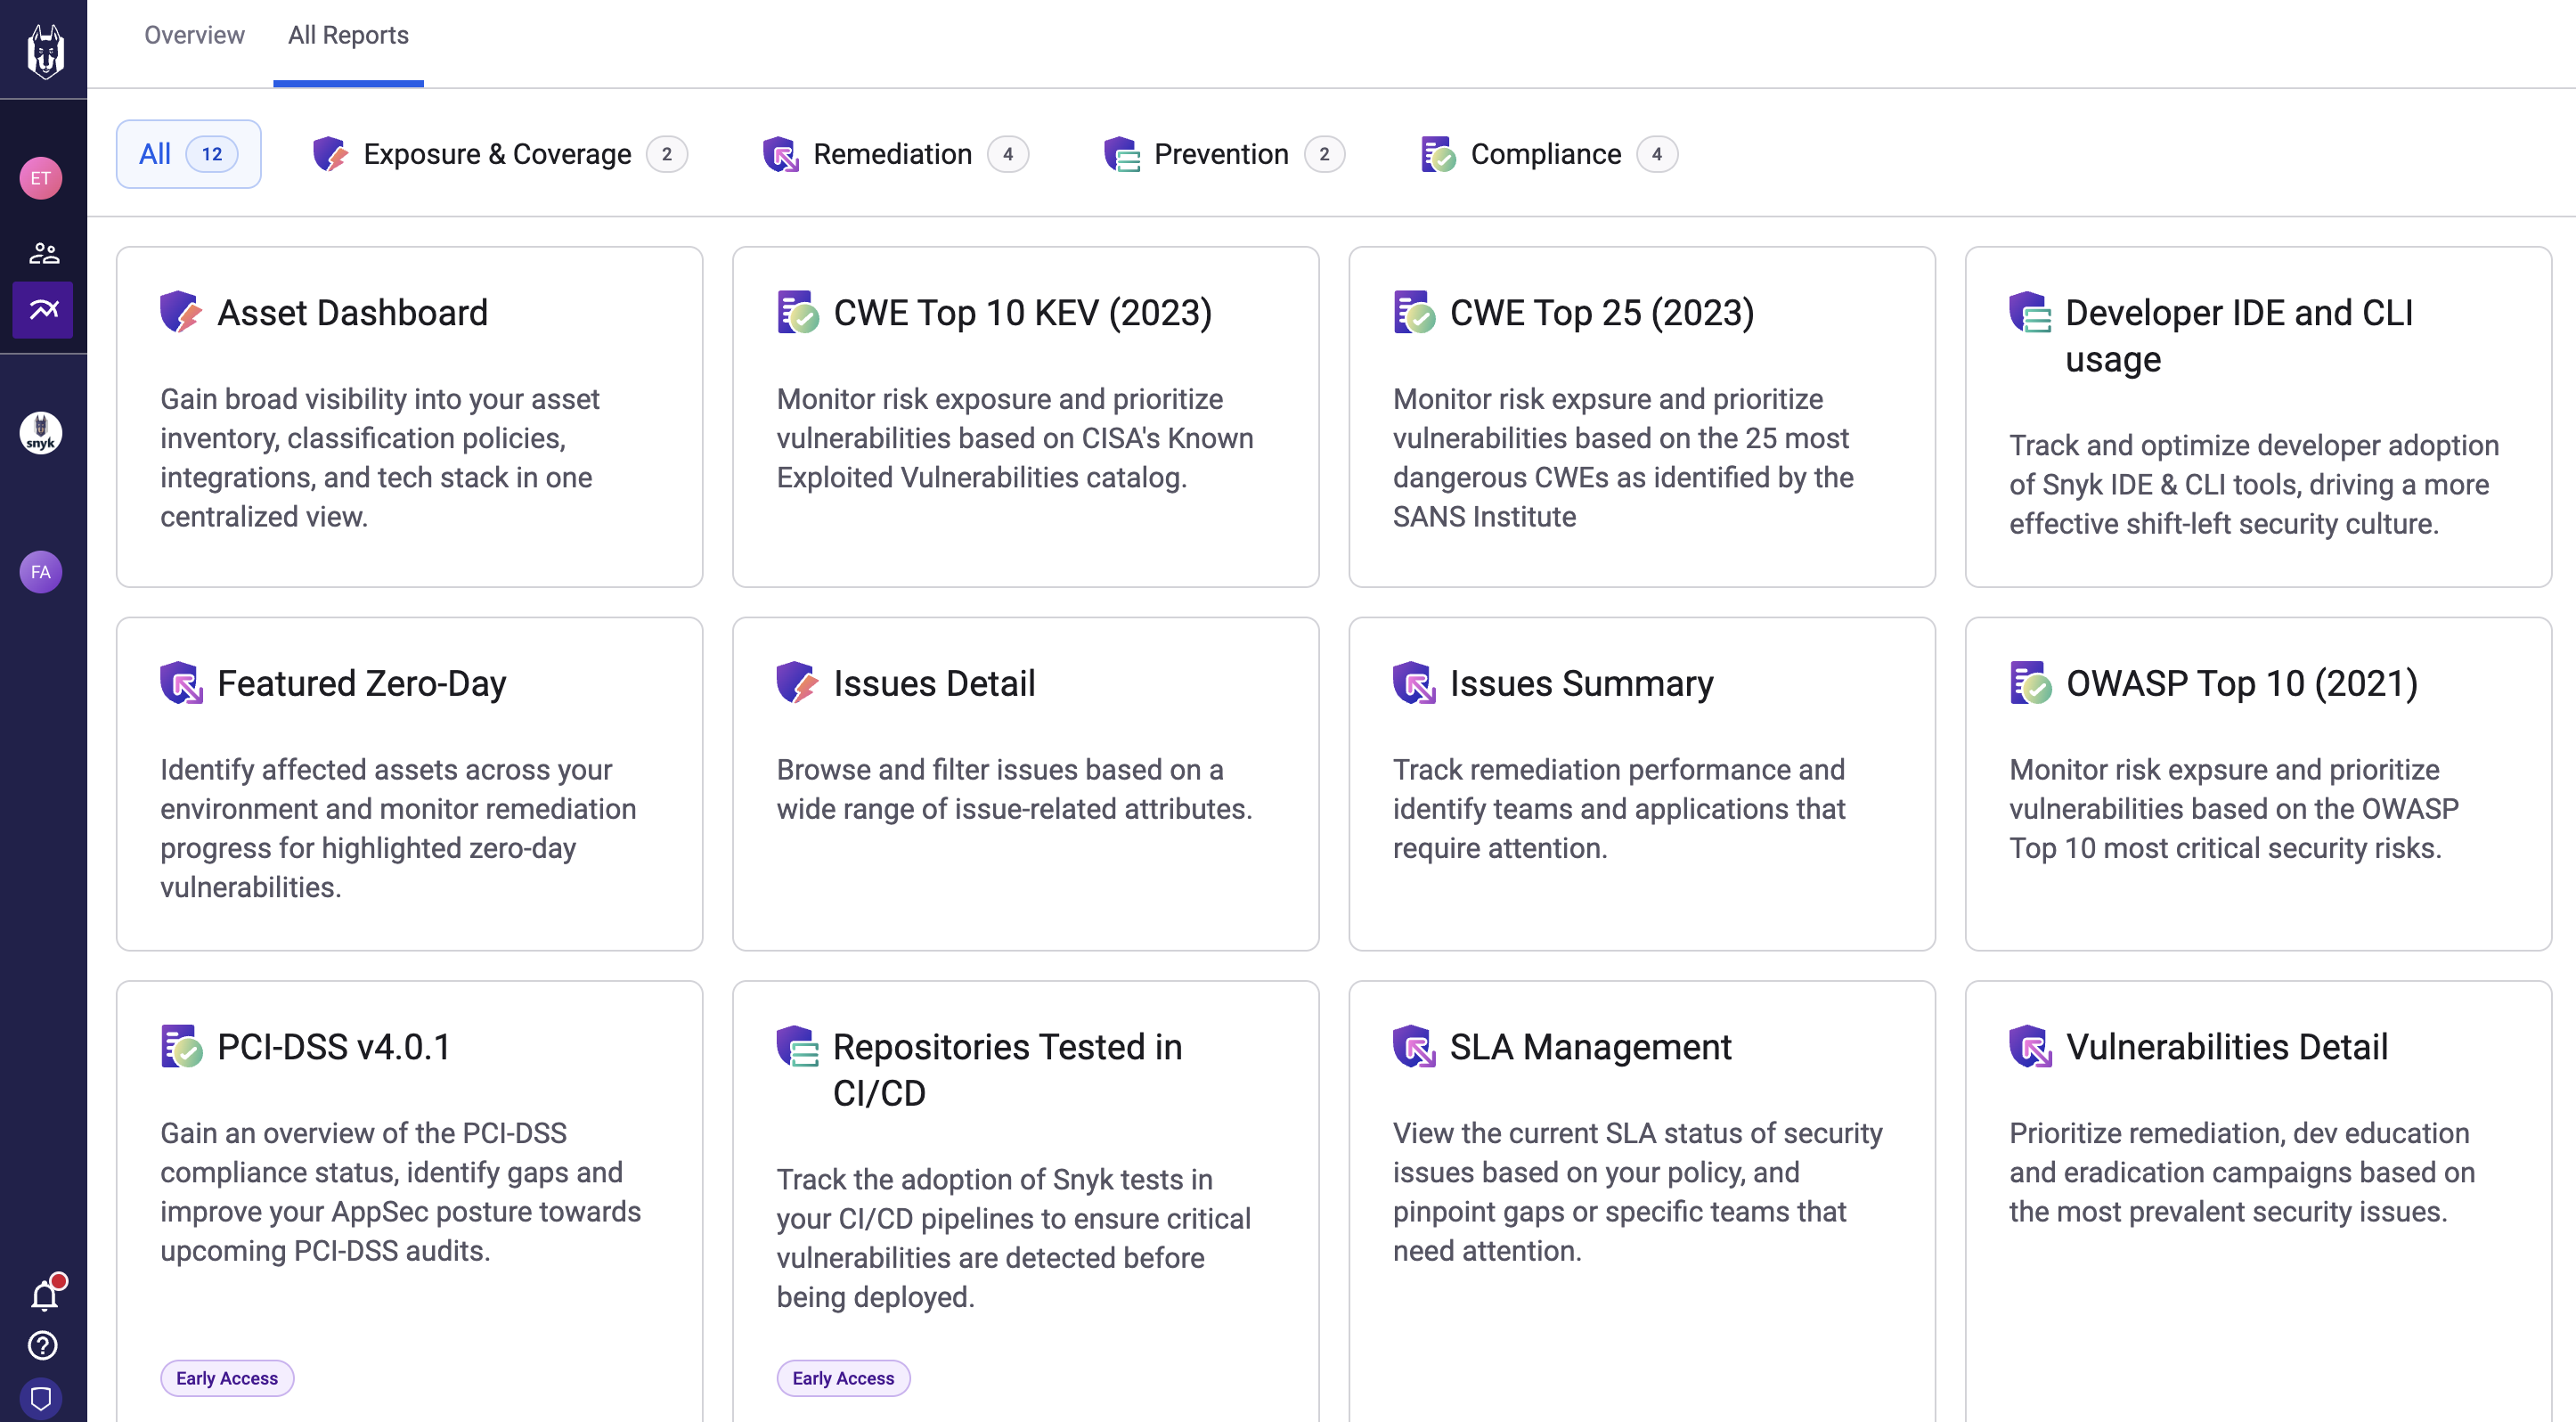 Overview
All Reports
All 12
Exposure & Coverage 2
Remediation 4
Prevention 2
Compliance 4
ET
snyk
FA
Asset Dashboard
Gain broad visibility into your asset
inventory, classification policies,
integrations, and tech stack in one
centralized view.
CWE Top 10 KEV (2023)
Monitor risk exposure and prioritize
vulnerabilities based on CISA's Known
Exploited Vulnerabilities catalog.
CWE Top 25 (2023)
Monitor risk expsure and prioritize
vulnerabilities based on the 25 most
dangerous CWEs as identified by the
SANS Institute
Developer IDE and CLI
usage
Track and optimize developer adoption
of Snyk IDE & CLI tools, driving a more
effective shift-left security culture.
Featured Zero-Day
Identify affected assets across your
environment and monitor remediation
progress for highlighted zero-day
vulnerabilities.
Issues Detail
Browse and filter issues based on a
wide range of issue-related attributes.
Issues Summary
Track remediation performance and
identify teams and applications that
require attention.
OWASP Top 10 (2021)
Monitor risk expsure and prioritize
vulnerabilities based on the OWASP
Top 10 most critical security risks.
PCI-DSS v4.0.1
Gain an overview of the PCI-DSS
compliance status, identify gaps and
improve your AppSec posture towards
upcoming PCI-DSS audits.
Early Access
Repositories Tested in
CI/CD
Track the adoption of Snyk tests in
your CI/CD pipelines to ensure critical
vulnerabilities are detected before
being deployed.
Early Access
SLA Management
View the current SLA status of security
issues based on your policy, and
pinpoint gaps or specific teams that
need attention.
Vulnerabilities Detail
Prioritize remediation, dev education
and eradication campaigns based on
the most prevalent security issues.